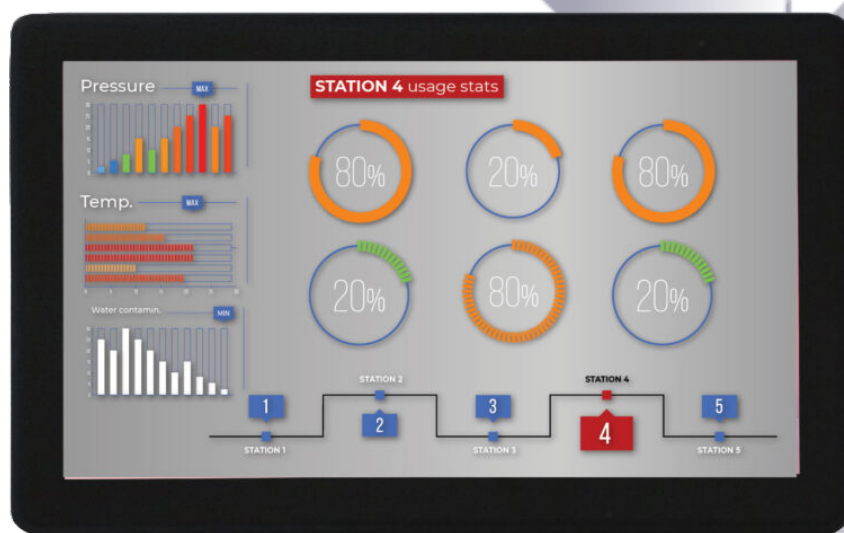 Pressure
MAX
STATION 4 usage stats
80%
20%
80%
Temp.
MAX
20%
80%
20%
Water contamin.
MIN
STATION 2
STATION 4
1
3
5
2
4
STATION 1
STATION 3
STATION 5